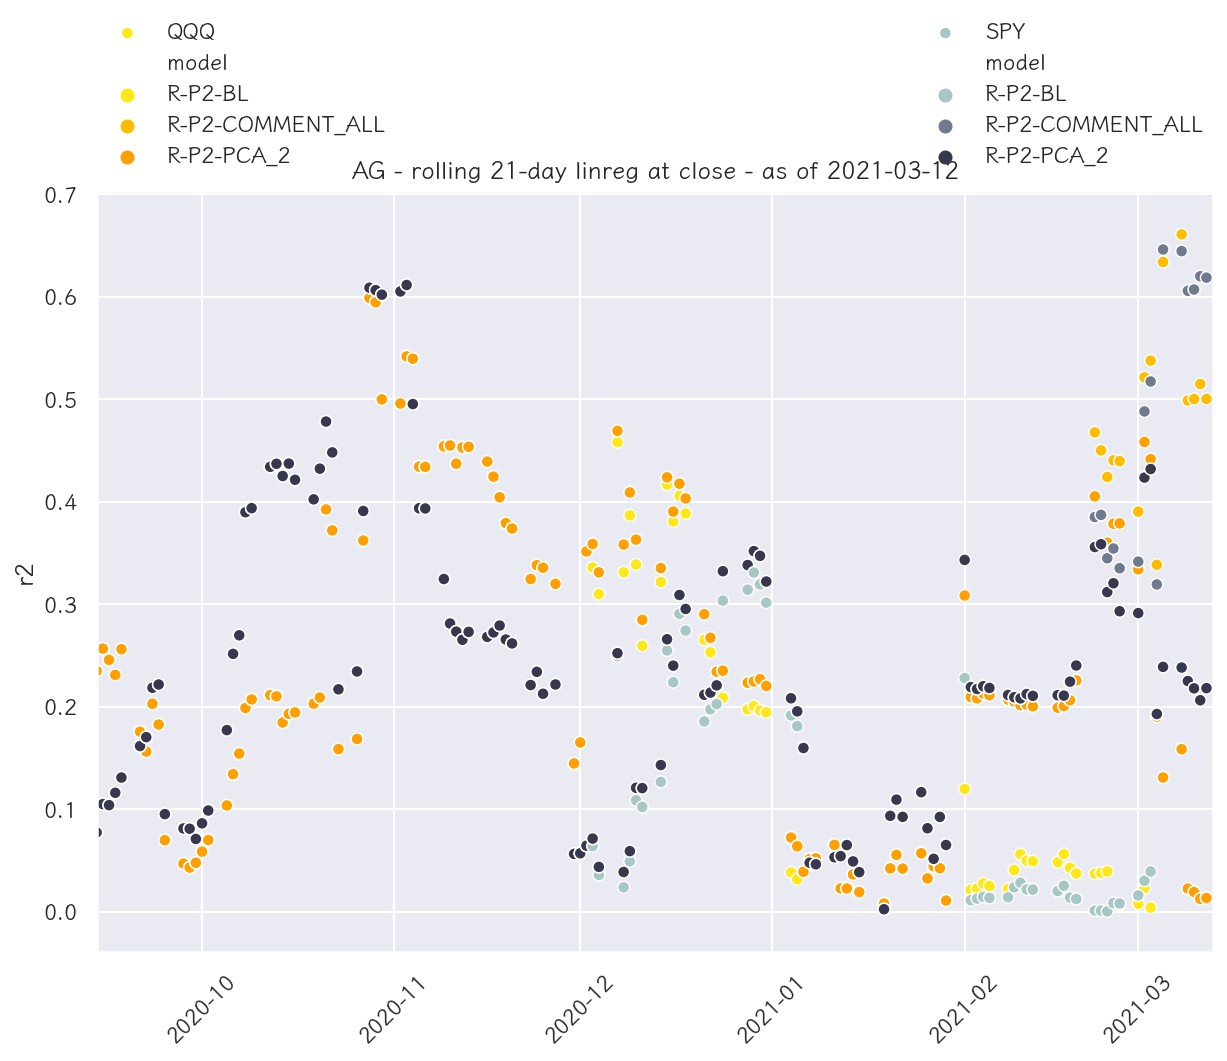 QQQ
model
R-P2-BL
R-P2-COMMENT_ALL
R-P2-PCA_2
SPY
model
R-P2-BL
R-P2-COMMENT_ALL
R-P2-PCA_2
AG - rolling 21-day linreg at close - as of 2021-03-12
0.7
0.6
0.5
0.4
0.3
0.2
0.1
0.0
r2
2020-10
2020-11
2020-12
2021-01
2021-02
2021-03